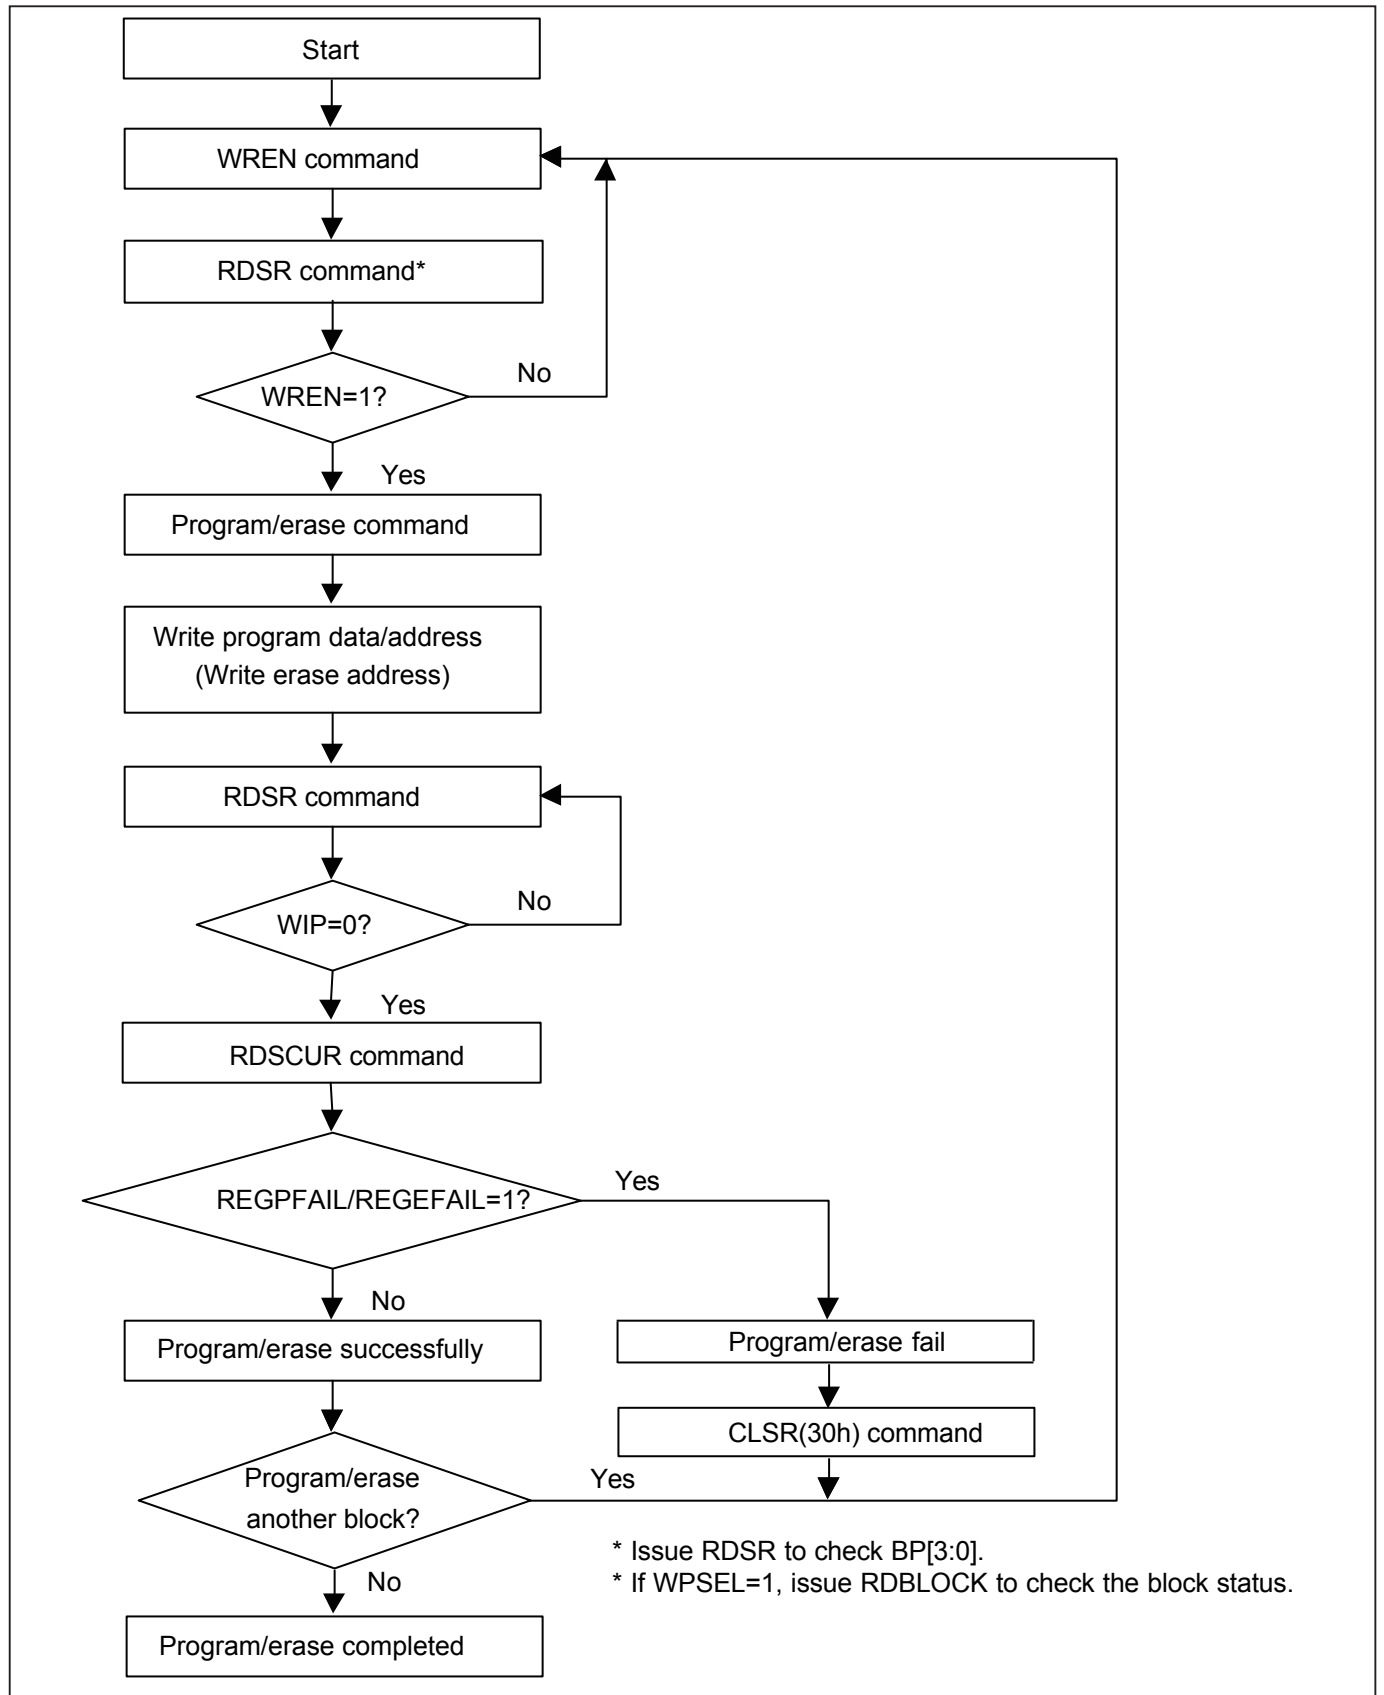 Start
WREN command
RDSR command*
WREN=1?
No
Yes
Program/erase command
Write program data/address
(Write erase address)
RDSR command
WIP=0?
No
Yes
RDSCUR command
REGPFAIL/REGEFAIL=1?
Yes
No
Program/erase successfully
Program/erase fail
CLSR(30h) command
Program/erase
another block?
Yes
No
* Issue RDSR to check BP[3:0].
* If WPSEL=1, issue RDBLOCK to check the block status.
Program/erase completed